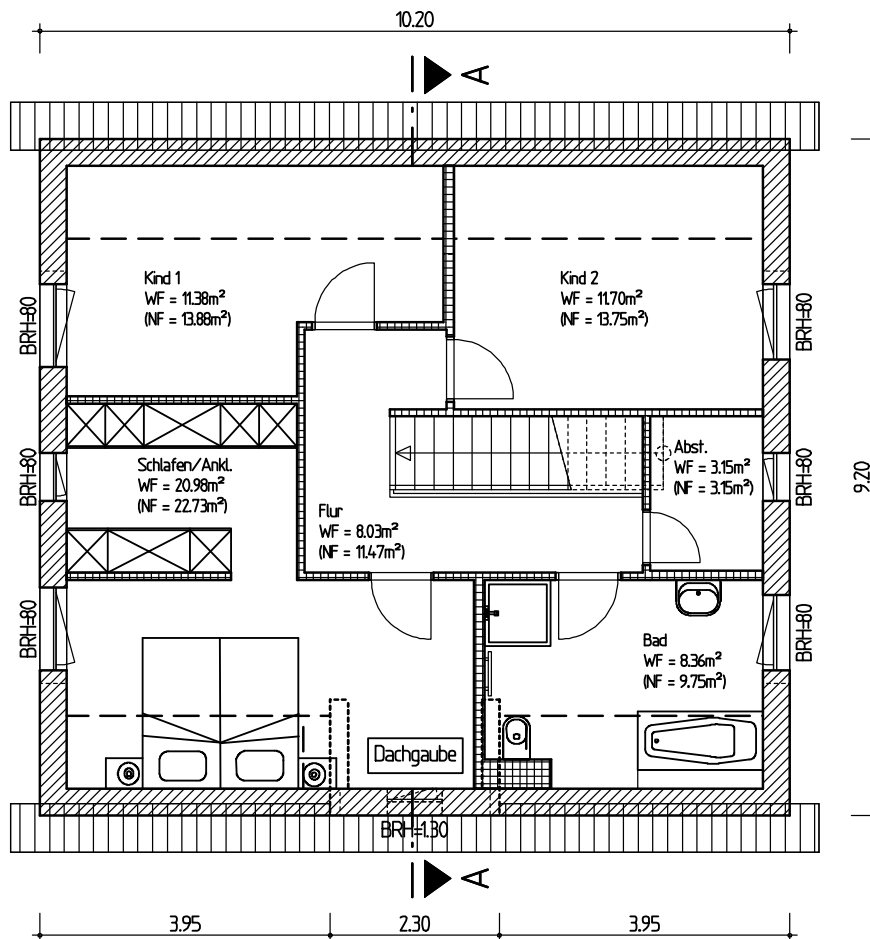 10.20
A
Kind 1
WF = 11.38m²
(NF = 13.88m²)
Kind 2
WF = 11.70m²
(NF = 13.75m²)
BRH=80
BRH=80
Schlafen/Ankl.
WF = 20.98m²
(NF = 22.73m²)
Abst.
WF = 3.15m²
(NF = 3.15m²)
BRH=80
BRH=80
9.20
Flur
WF = 8.03m²
(NF = 11.47m²)
BRH=80
BRH=80
Bad
WF = 8.36m²
(NF = 9.75m²)
Dachgaube
BRH=1.30
A
3.95
2.30
3.95